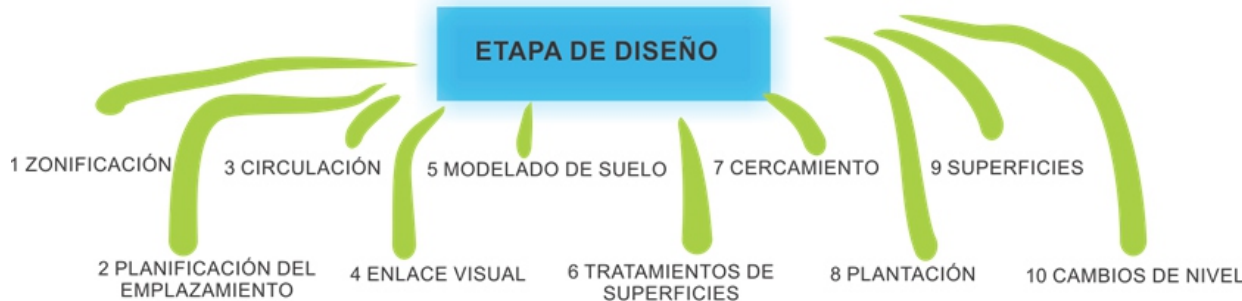 ETAPA DE DISEÑO
1 ZONIFICACIÓN
2 PLANIFICACIÓN DEL
EMPLAZAMIENTO
3 CIRCULACIÓN
4 ENLACE VISUAL
5 MODELADO DE SUELO
6 TRATAMIENTOS DE
SUPERFICIES
7 CERCAMIENTO
8 PLANTACIÓN
9 SUPERFICIES
10 CAMBIOS DE NIVEL